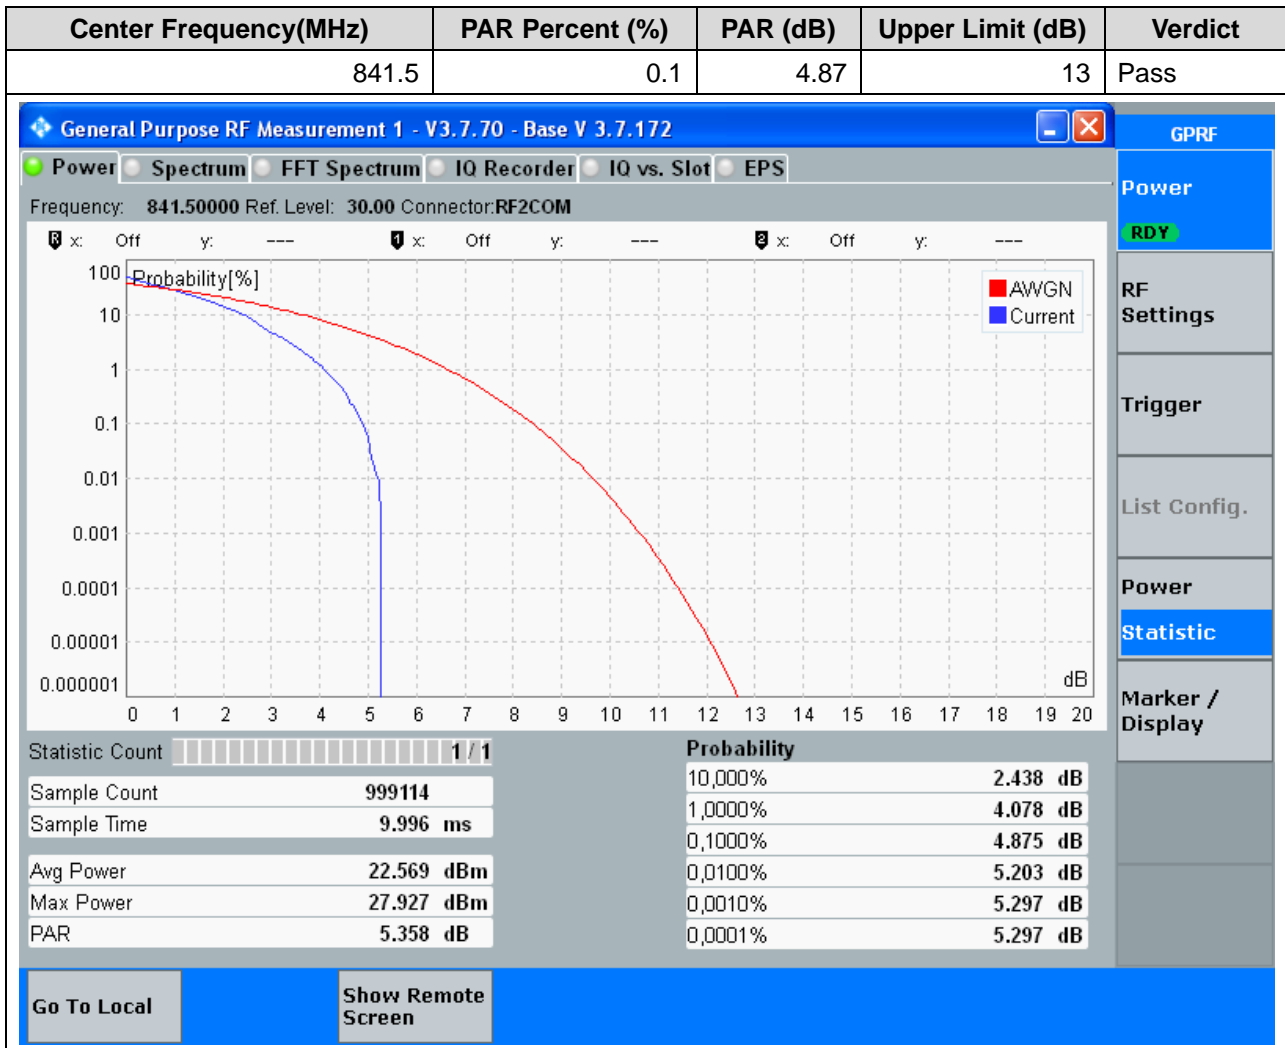 Center Frequency(MHz) PAR Percent (%) PAR (dB) Upper Limit (dB) Verdict
841.5 0.1 4.87 13 Pass
General Purpose RF Measurement 1 - V3.7.70 - Base V 3.7.172
GPRF
Power Spectrum FFT Spectrum IQ Recorder IQ vs. Slot EPS
Power
RDY
Frequency: 841.50000 Ref. Level: 30.00 Connector:RF2COM
R x: Off y: --- 1 x: Off y: --- 2 x: Off y: ---
100 Probability[%]
AWGN
Current
10
1
0.1
0.01
0.001
0.0001
0.00001
0.000001
dB
0 1 2 3 4 5 6 7 8 9 10 11 12 13 14 15 16 17 18 19 20
RF
Settings
Trigger
List Config.
Power
Statistic
Marker /
Display
Statistic Count 1 / 1
Sample Count 999114
Sample Time 9.996 ms
Avg Power 22.569 dBm
Max Power 27.927 dBm
PAR 5.358 dB
Probability
10,000% 2.438 dB
1,0000% 4.078 dB
0,1000% 4.875 dB
0,0100% 5.203 dB
0,0010% 5.297 dB
0,0001% 5.297 dB
Go To Local
Show Remote
Screen